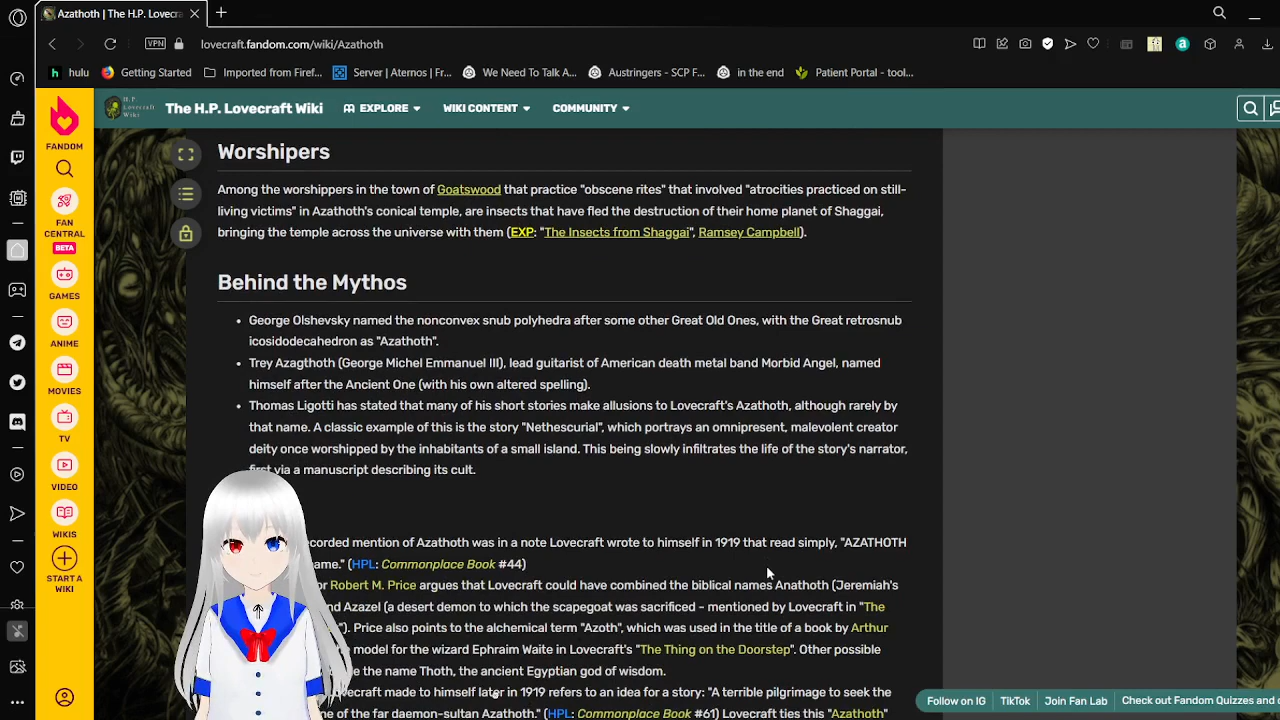 Azathoth | The H.P. Lovecra
VPN
lovecraft.fandom.com/wiki/Azathoth
hulu
Getting Started
Imported from Firef...
Server | Aternos | Fr...
We Need To Talk A...
Austringers - SCP F...
in the end
Patient Portal - tool...
H. P.
Lovecraft
Wiki
The H.P. Lovecraft Wiki
EXPLORE
WIKI CONTENT
COMMUNITY
FANDOM
FAN
CENTRAL
BETA
GAMES
ANIME
MOVIES
TV
VIDEO
WIKIS
START A
WIKI
Worshipers
Among the worshippers in the town of Goatswood that practice "obscene rites" that involved "atrocities practiced on still-
living victims" in Azathoth's conical temple, are insects that have fled the destruction of their home planet of Shaggai,
bringing the temple across the universe with them (EXP: "The Insects from Shaggai", Ramsey Campbell).
Behind the Mythos
• George Olshevsky named the nonconvex snub polyhedra after some other Great Old Ones, with the Great retrosnub
icosidodecahedron as "Azathoth".
• Trey Azagthoth (George Michel Emmanuel III), lead guitarist of American death metal band Morbid Angel, named
himself after the Ancient One (with his own altered spelling).
• Thomas Ligotti has stated that many of his short stories make allusions to Lovecraft's Azathoth, although rarely by
that name. A classic example of this is the story "Nethescurial", which portrays an omnipresent, malevolent creator
deity once worshipped by the inhabitants of a small island. This being slowly infiltrates the life of the story's narrator,
first via a manuscript describing its cult.
corded mention of Azathoth was in a note Lovecraft wrote to himself in 1919 that read simply, "AZATHOTH
ame." (HPL: Commonplace Book #44)
or Robert M. Price argues that Lovecraft could have combined the biblical names Anathoth (Jeremiah's
nd Azazel (a desert demon to which the scapegoat was sacrificed - mentioned by Lovecraft in "The
"). Price also points to the alchemical term "Azoth", which was used in the title of a book by Arthur
model for the wizard Ephraim Waite in Lovecraft's "The Thing on the Doorstep". Other possible
the name Thoth, the ancient Egyptian god of wisdom.
vecraft made to himself later in 1919 refers to an idea for a story: "A terrible pilgrimage to seek the
ne of the far daemon-sultan Azathoth." (HPL: Commonplace Book #61) Lovecraft ties this "Azathoth"
Follow on IG
TikTok
Join Fan Lab
Check out Fandom Quizzes and